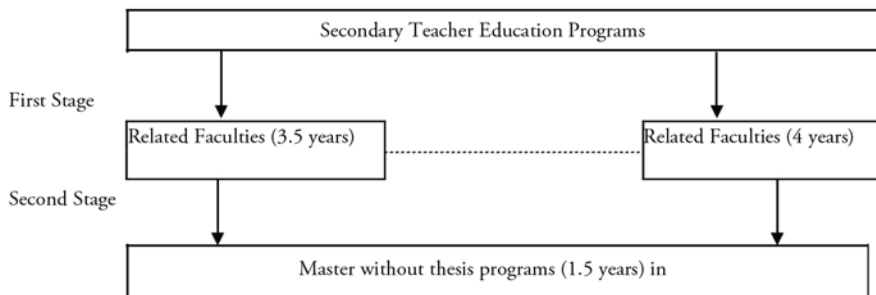 Secondary Teacher Education Programs
First Stage
Related Faculties (3.5 years)
Related Faculties (4 years)
Second Stage
Master without thesis programs (1.5 years) in